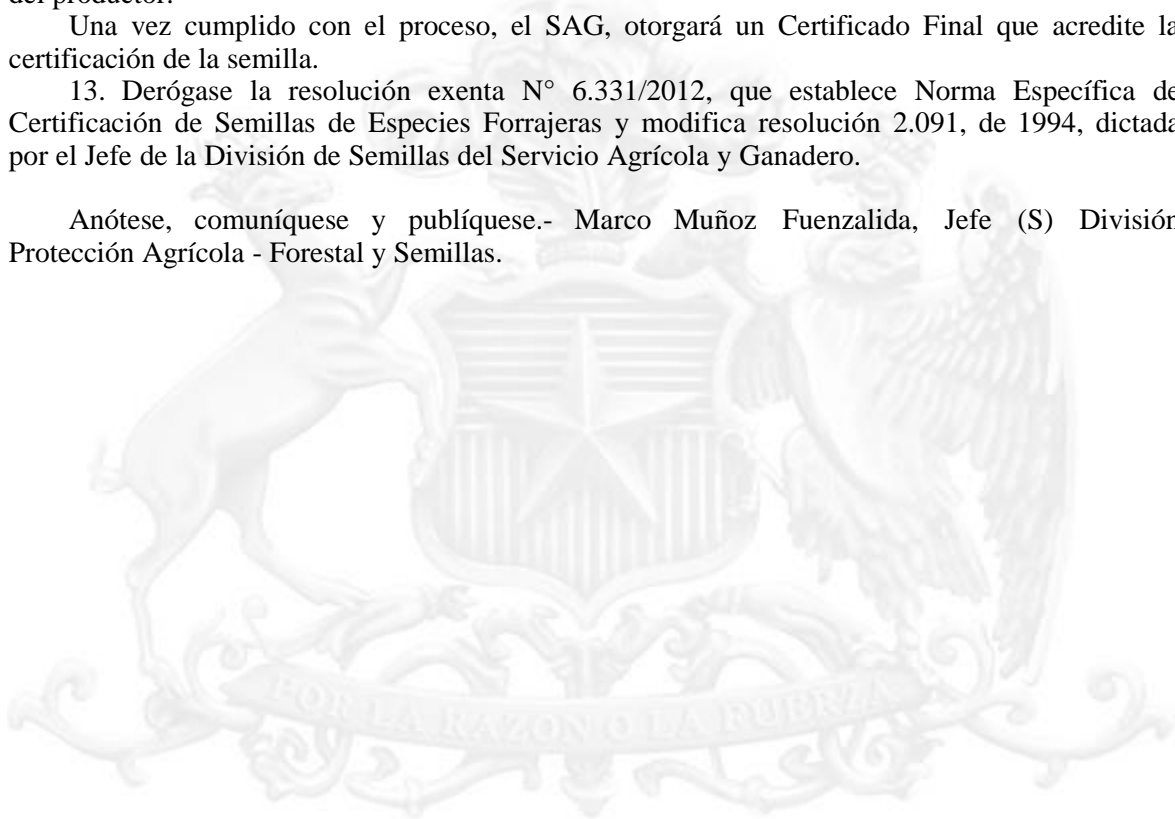 del productor.
Una vez cumplido con el proceso, el SAG, otorgará un Certificado Final que acredite la
certificación de la semilla.
13. Derógase la resolución exenta N° 6.331/2012, que establece Norma Específica de
Certificación de Semillas de Especies Forrajeras y modifica resolución 2.091, de 1994, dictada
por el Jefe de la División de Semillas del Servicio Agrícola y Ganadero.
Anótese, comuníquese y publíquese.- Marco Muñoz Fuenzalida, Jefe (S) División
Protección Agrícola - Forestal y Semillas.
POR LA RAZON O LA FUERZA